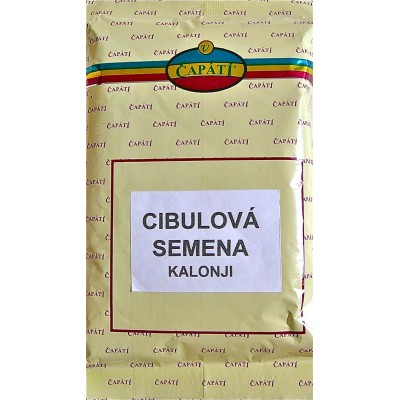 ČAPÁTÍ
CIBULOVÁ
SEMENA
KALONJI